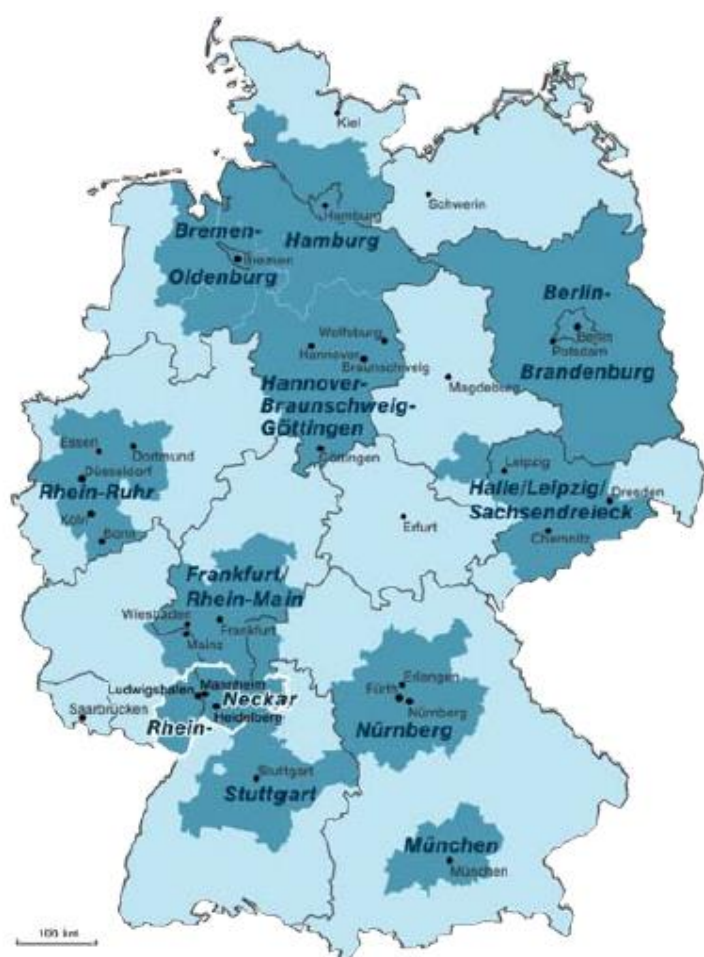 Kiel
Schwerin
Hamburg
Hamburg
Bremen-
Bremen
Oldenburg
Berlin-
Berlin
Potsdam
Brandenburg
Wolfsburg
Hannover
Braunschweig
Magdeburg
Hannover-
Braunschweig-
Göttingen
Göttingen
Essen
Dortmund
Düsseldorf
Rhein-Ruhr
Köln
Bonn
Leipzig
Halle/Leipzig/
Dresden
Sachsendreieck
Chemnitz
Erfurt
Frankfurt/
Rhein-Main
Wiesbaden
Frankfurt
Mainz
Ludwigshafen
Mannheim
Neckar
Heidelberg
Rhein-
Saarbrücken
Erlangen
Fürth
Nürnberg
Nürnberg
Stuttgart
Stuttgart
München
München
100 km